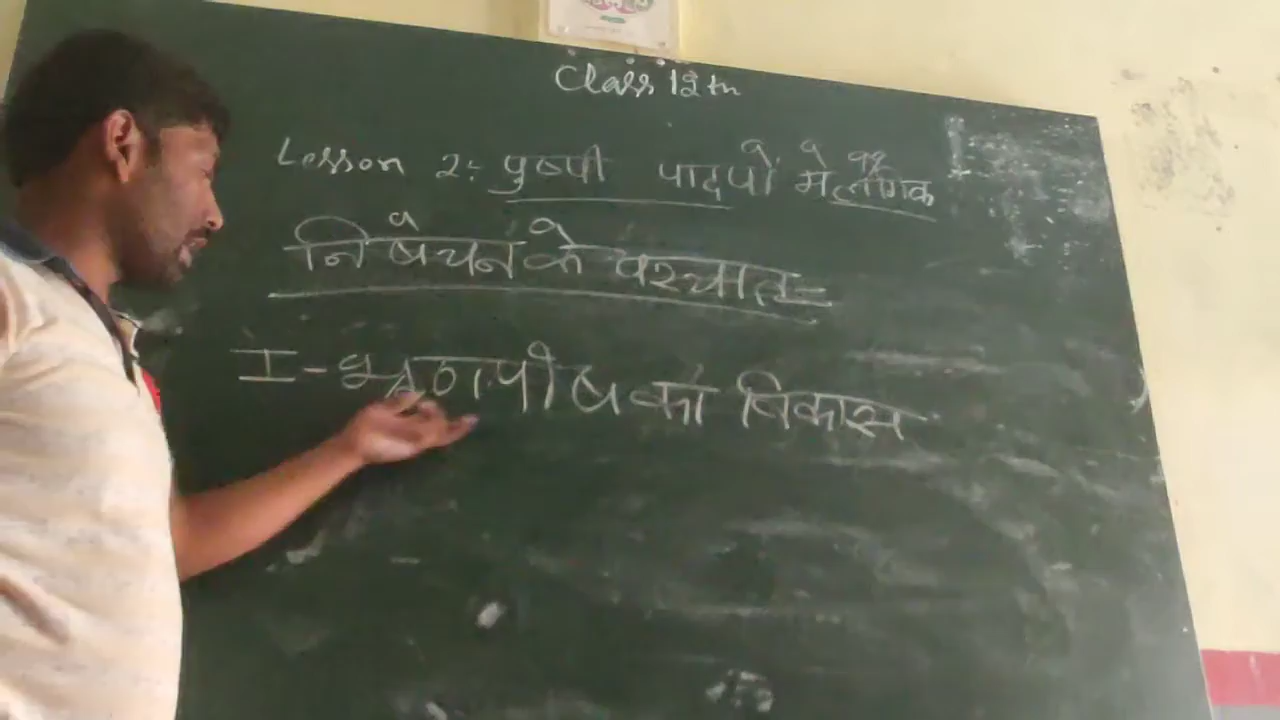 Class 12th
Lesson 2: पुष्पी पादपों में लैंगिक
निषेचन के पश्चात =
I - भ्रूणपोष का विकास